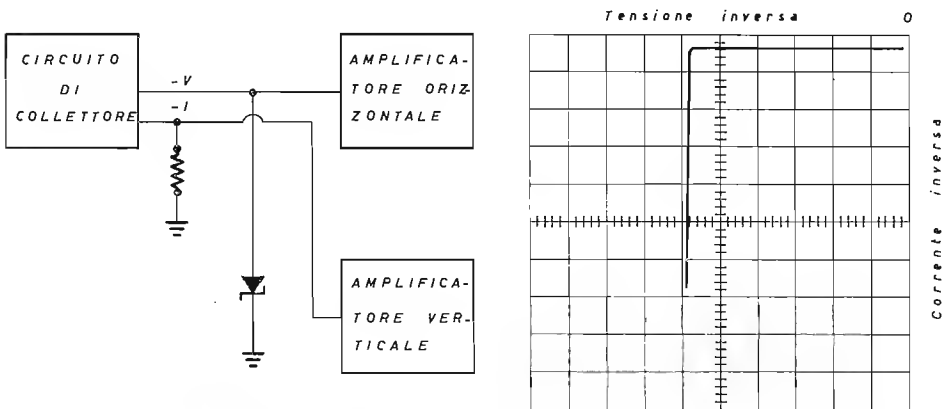 CIRCUITO
DI
COLLETTORE
-V
-I
AMPLIFICA-
TORE ORIZ-
ZONTALE
AMPLIFICA-
TORE VER-
TICALE
Tensione inversa 0
Corrente inversa